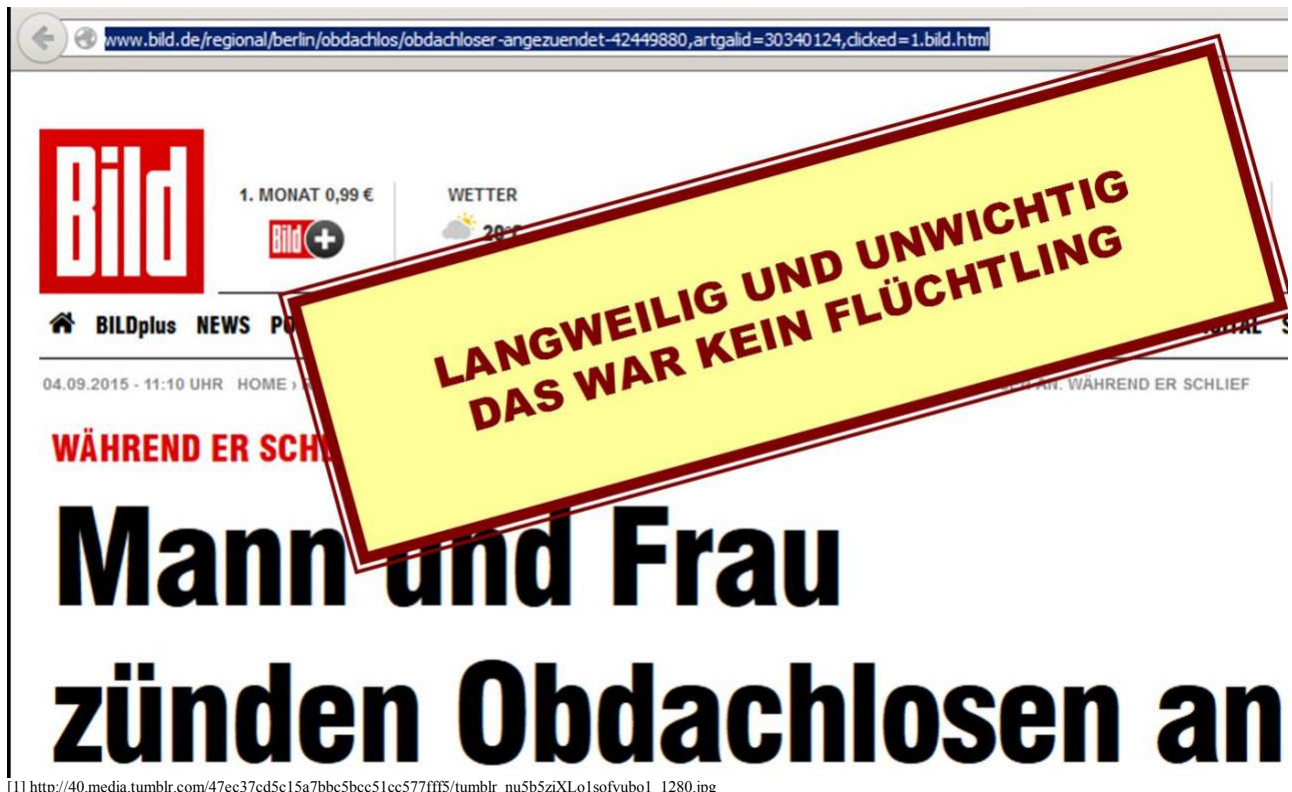 www.bild.de/regional/berlin/obdachlos/obdachloser-angezuendet-42449880,artgalid=30340124,clicked=1.bild.html
Bild
1. MONAT 0,99 €
WETTER
Bild +
LANGWEILIG UND UNWICHTIG
DAS WAR KEIN FLÜCHTLING
BILDplus NEWS
04.09.2015 - 11:10 UHR HOME ›
AN. WÄHREND ER SCHLIEF
WÄHREND ER
Mann und Frau
zünden Obdachlosen an
[1] http://40.media.tumblr.com/47ec37cd5c15a7bbc5bcc51cc577fff5/tumblr_nu5b5ziXLo1sofvubo1_1280.jpg